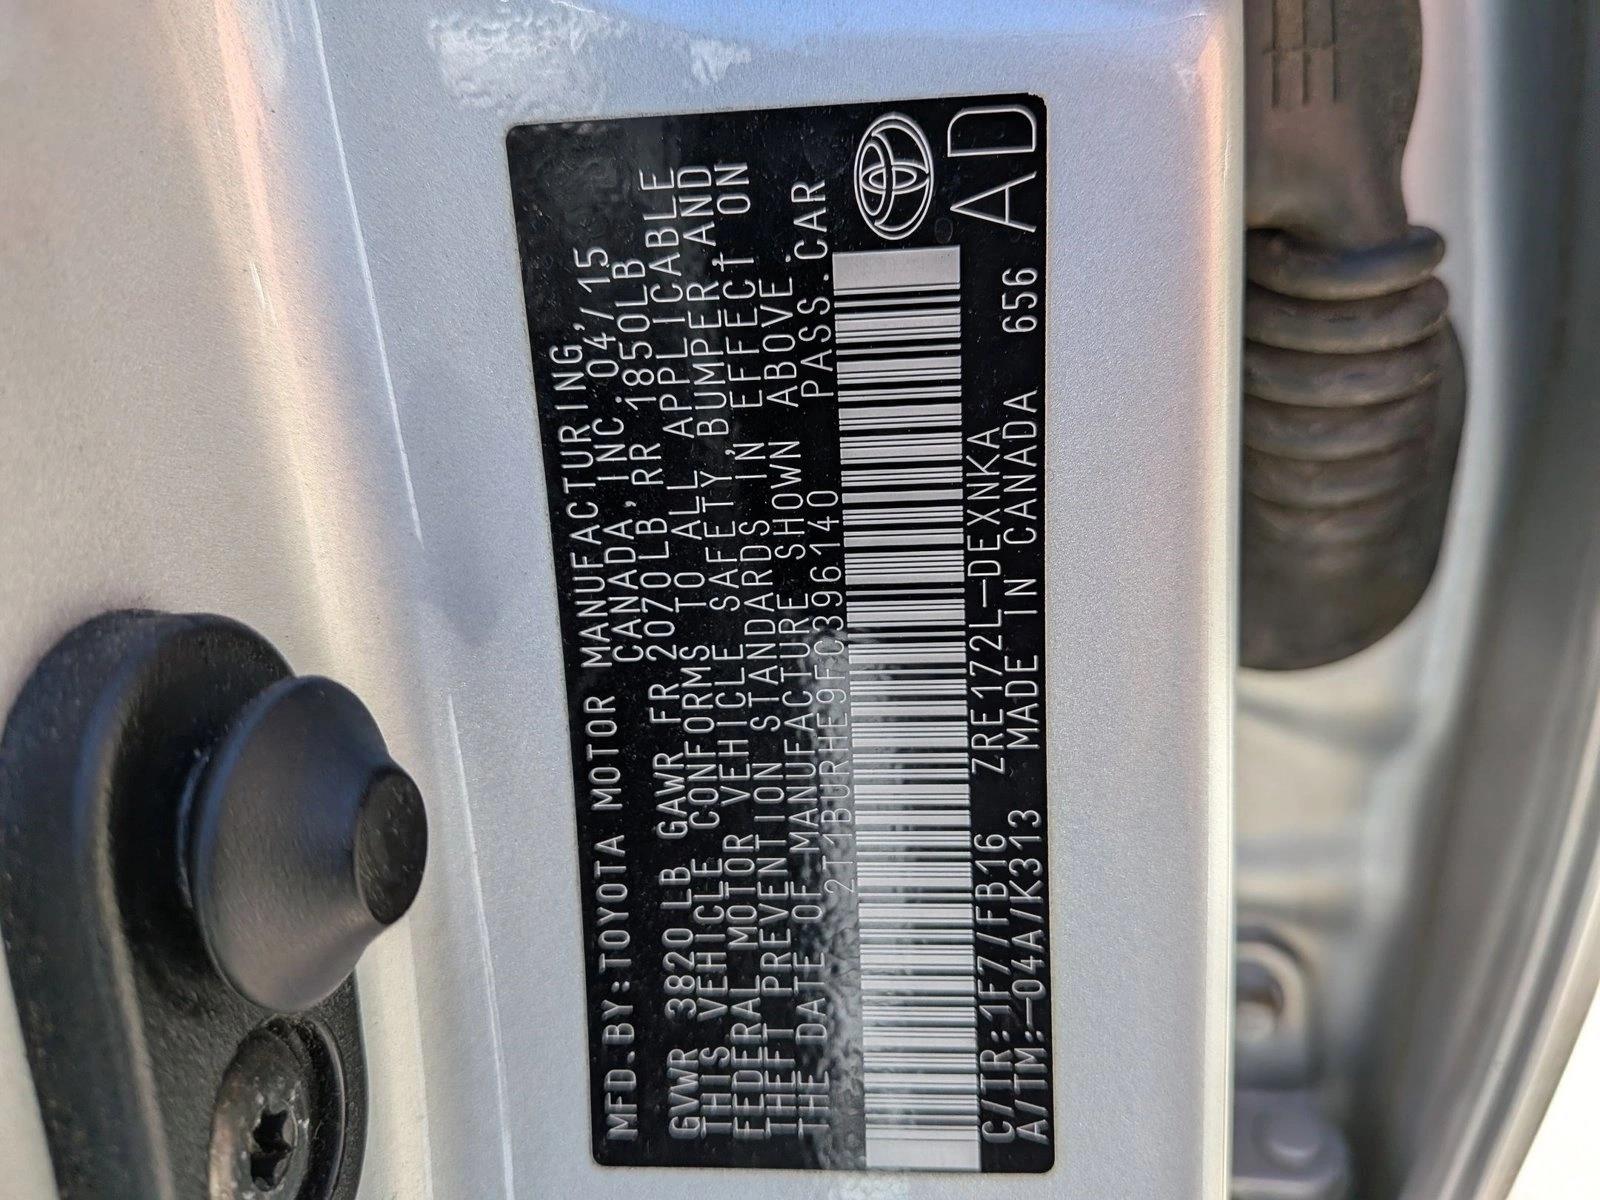 MFD.BY:TOYOTA MOTOR MANUFACTURING,
CANADA, INC. 04/15
GVWR 3820LB GAWR FR 2070LB, RR 1850LB
THIS VEHICLE CONFORMS TO ALL APPLICABLE
FEDERAL MOTOR VEHICLE SAFETY,BUMPER,AND
THEFT PREVENTION STANDARDS IN EFFECT ON
THE DATE OF MANUFACTURE SHOWN ABOVE.
2T1BURHE9FC396140 PASS.CAR
C/TR:1F7/FB16 ZRE172L-DEXNKA
A/TM:-04A/K313 MADE IN CANADA 656
AD